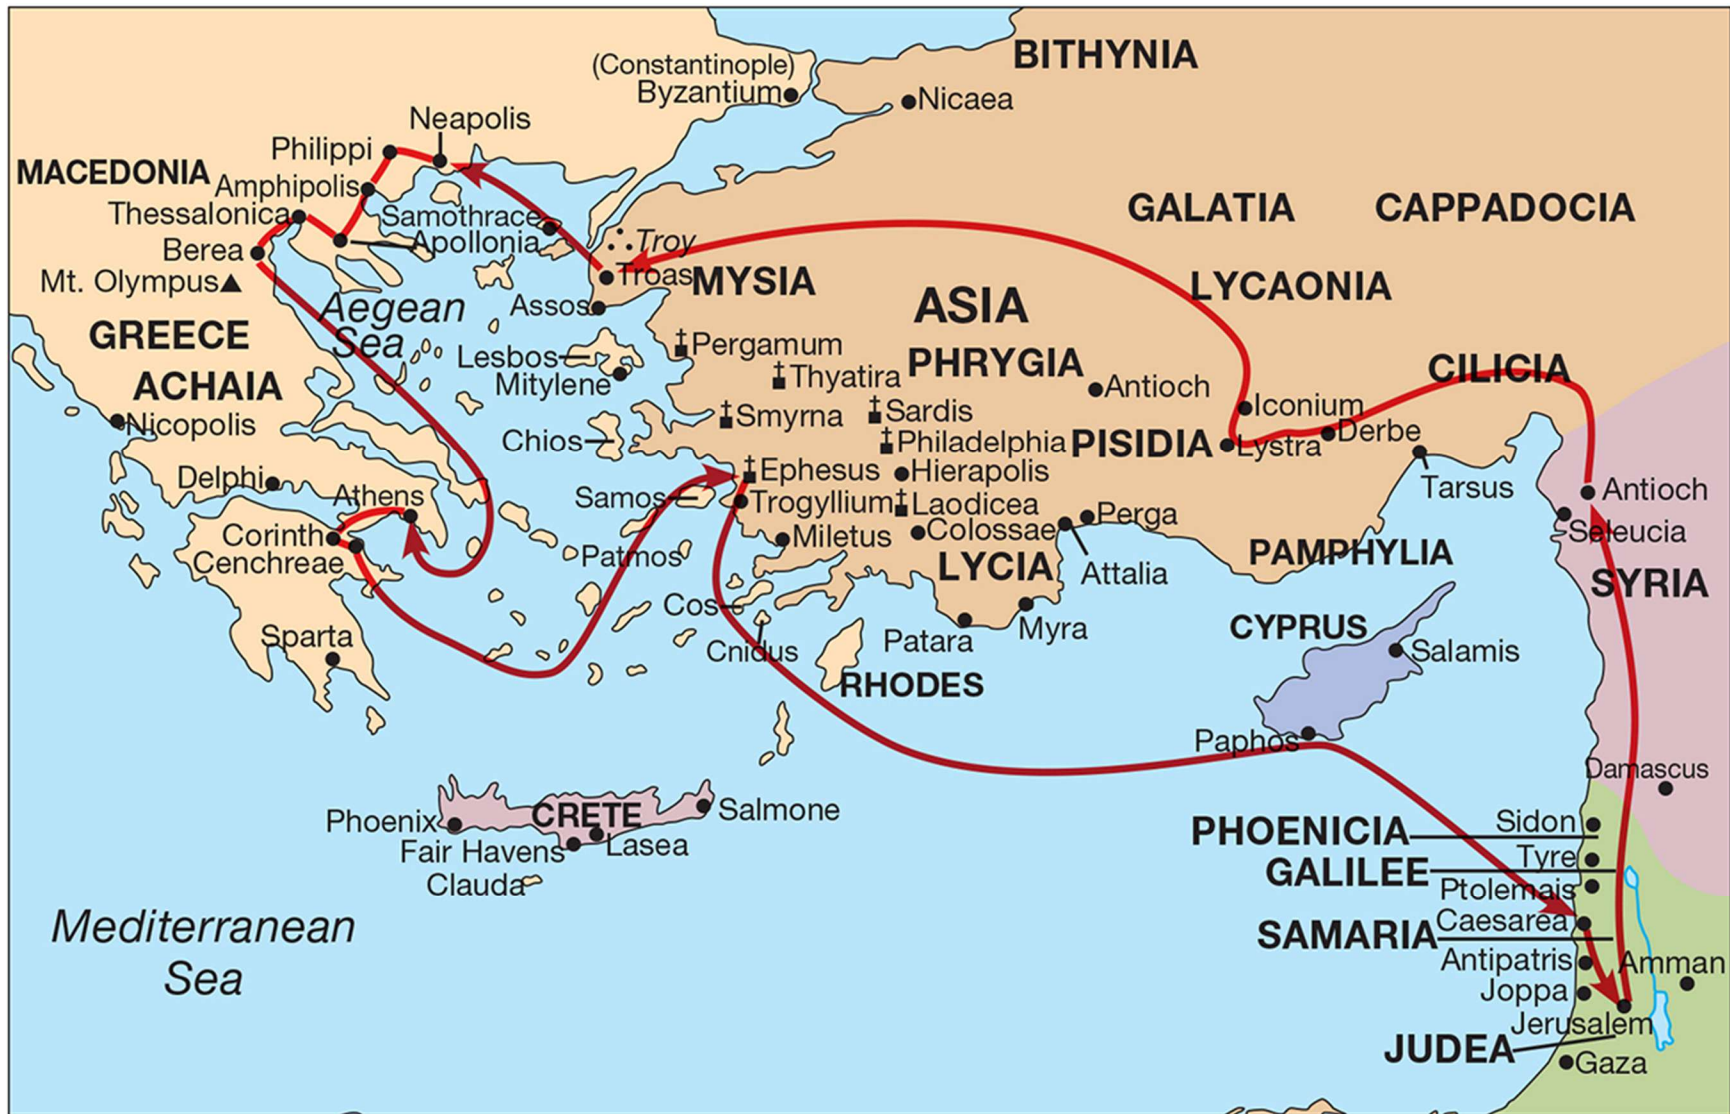 BITHYNIA
(Constantinople)
Byzantium
Nicaea
Neapolis
Philippi
MACEDONIA
Amphipolis
Thessalonica
Samothrace
Apollonia
Berea
Mt. Olympus
GALATIA
CAPPADOCIA
Troy
Troas
MYSIA
LYCAONIA
Assos
Aegean
Sea
GREECE
ASIA
Pergamum
PHRYGIA
Lesbos
Mitylene
Thyatira
Antioch
CILICIA
ACHAIA
Nicopolis
Smyrna
Sardis
Iconium
Chios
Philadelphia
PISIDIA
Lystra
Derbe
Delphi
Ephesus
Hierapolis
Tarsus
Antioch
Athens
Samos
Trogyllium
Laodicea
Perga
Corinth
Cenchreae
Patmos
Miletus
Colossae
Seleucia
LYCIA
Attalia
PAMPHYLIA
SYRIA
Cos
Sparta
Cnidus
Patara
Myra
CYPRUS
Salamis
RHODES
Paphos
Damascus
CRETE
Salmone
Phoenix
Fair Havens
Lasea
Clauda
PHOENICIA
Sidon
Tyre
GALILEE
Ptolemais
Mediterranean
Sea
SAMARIA
Caesarea
Antipatris
Amman
Joppa
Jerusalem
JUDEA
Gaza